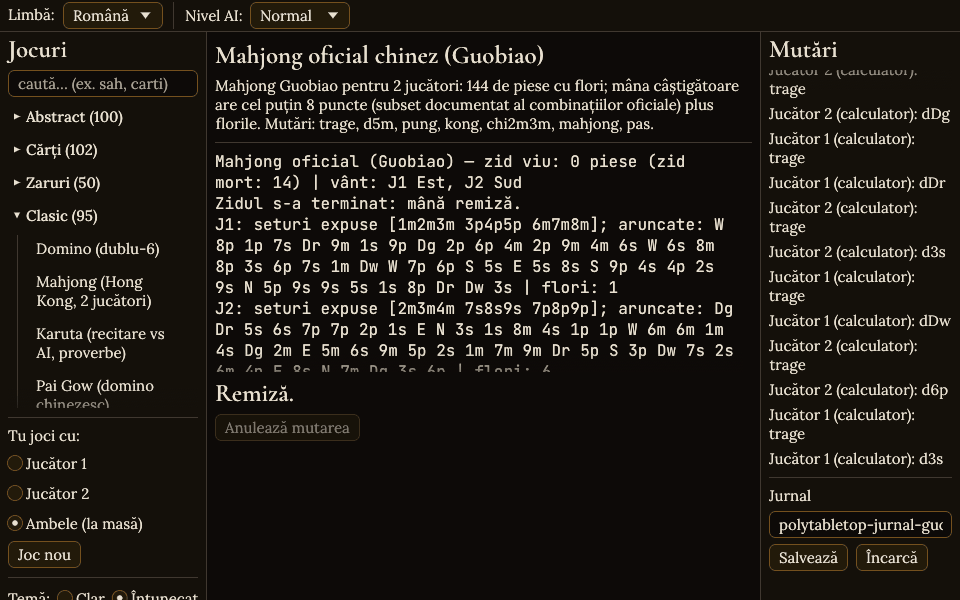 Limbă: Română ▼ Nivel AI: Normal ▼
Jocuri
caută... (ex. sah, carti)
▸ Abstract (100)
▸ Cărți (102)
▸ Zaruri (50)
▾ Clasic (95)
Domino (dublu-6)
Mahjong (Hong
Kong, 2 jucători)
Karuta (recitare vs
AI, proverbe)
Pai Gow (domino
chinezesc)
Tu joci cu:
Jucător 1
Jucător 2
Ambele (la masă)
Joc nou
Temă: Clar Întunecat
Mahjong oficial chinez (Guobiao)
Mahjong Guobiao pentru 2 jucători: 144 de piese cu flori; mâna câștigătoare
are cel puțin 8 puncte (subset documentat al combinațiilor oficiale) plus
florile. Mutări: trage, d5m, pung, kong, chi2m3m, mahjong, pas.
Mahjong oficial (Guobiao) — zid viu: 0 piese (zid
mort: 14) | vânt: J1 Est, J2 Sud
Zidul s-a terminat: mână remiză.
J1: seturi expuse [1m2m3m 3p4p5p 6m7m8m]; aruncate: W
8p 1p 7s Dr 9m 1s 9p Dg 2p 6p 4m 2p 9m 4m 6s W 6s 8m
8p 3s 6p 7s 1m Dw W 7p 6p S 5s E 5s 8s S 9p 4s 4p 2s
9s N 5p 9s 9s 5s 1s 8p Dr Dw 3s | flori: 1
J2: seturi expuse [2m3m4m 7s8s9s 7p8p9p]; aruncate: Dg
Dr 5s 6s 7p 7p 2p 1s E N 3s 1s 8m 4s 1p 1p W 6m 6m 1m
4s Dg 2m E 5m 6s 9m 5p 2s 1m 7m 9m Dr 5p S 3p Dw 7s 2s
6m 4p E 8s N 7m Dg 3s 6p | flori: 6
Remiză.
Anulează mutarea
Mutări
Jucător 2 (calculator):
trage
Jucător 2 (calculator): dDg
Jucător 1 (calculator):
trage
Jucător 1 (calculator): dDr
Jucător 2 (calculator):
trage
Jucător 2 (calculator): d3s
Jucător 1 (calculator):
trage
Jucător 1 (calculator): dDw
Jucător 2 (calculator):
trage
Jucător 2 (calculator): d6p
Jucător 1 (calculator):
trage
Jucător 1 (calculator): d3s
Jurnal
polytabletop-jurnal-guo
Salvează Încarcă